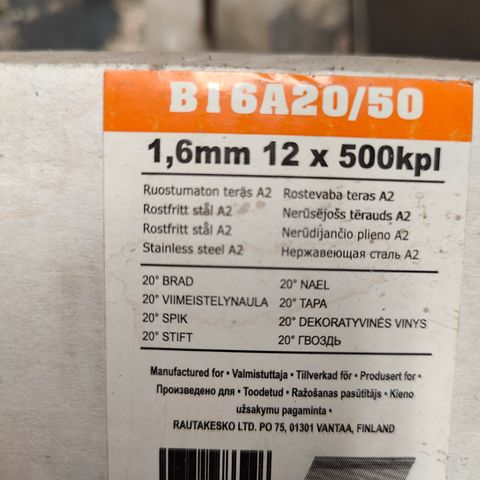 B16A20/50
1,6mm 12 x 500kpl
Ruostumaton teräs A2 Rostevaba teras A2
Rostfritt stål A2 Nerūsējošs tērauds A2
Rostfritt stål A2 Nerūdijančio plieno A2
Stainless steel A2 Нержавеющая сталь A2
20° BRAD 20° NAEL
20° VIIMEISTELYNAULA 20° TAPA
20° SPIK 20° DEKORATYVINĖS VINYS
20° STIFT 20° ГВОЗДЬ
Manufactured for • Valmistuttaja • Tillverkad för • Produsert for •
Произведено для • Toodetud • Ražošanas pasūtītājs • Kieno
užsakymu pagaminta •
RAUTAKESKO LTD. PO 75, 01301 VANTAA, FINLAND